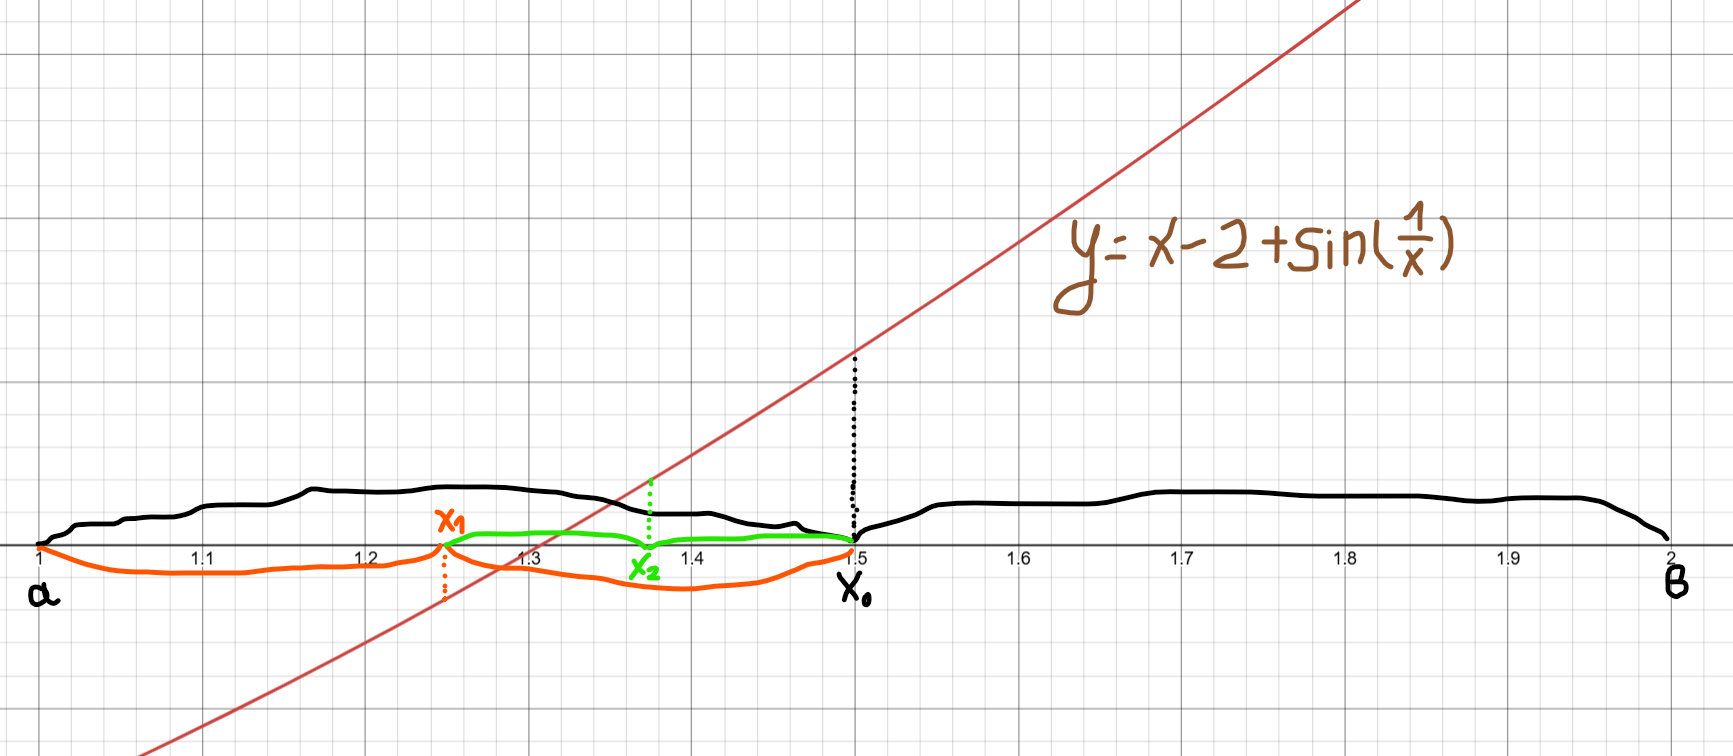 y = x - 2 + sin(1/x)
x₁
1 1.1 1.2 1.3 1.4 1.5 1.6 1.7 1.8 1.9 2
x₂
a x₀ B